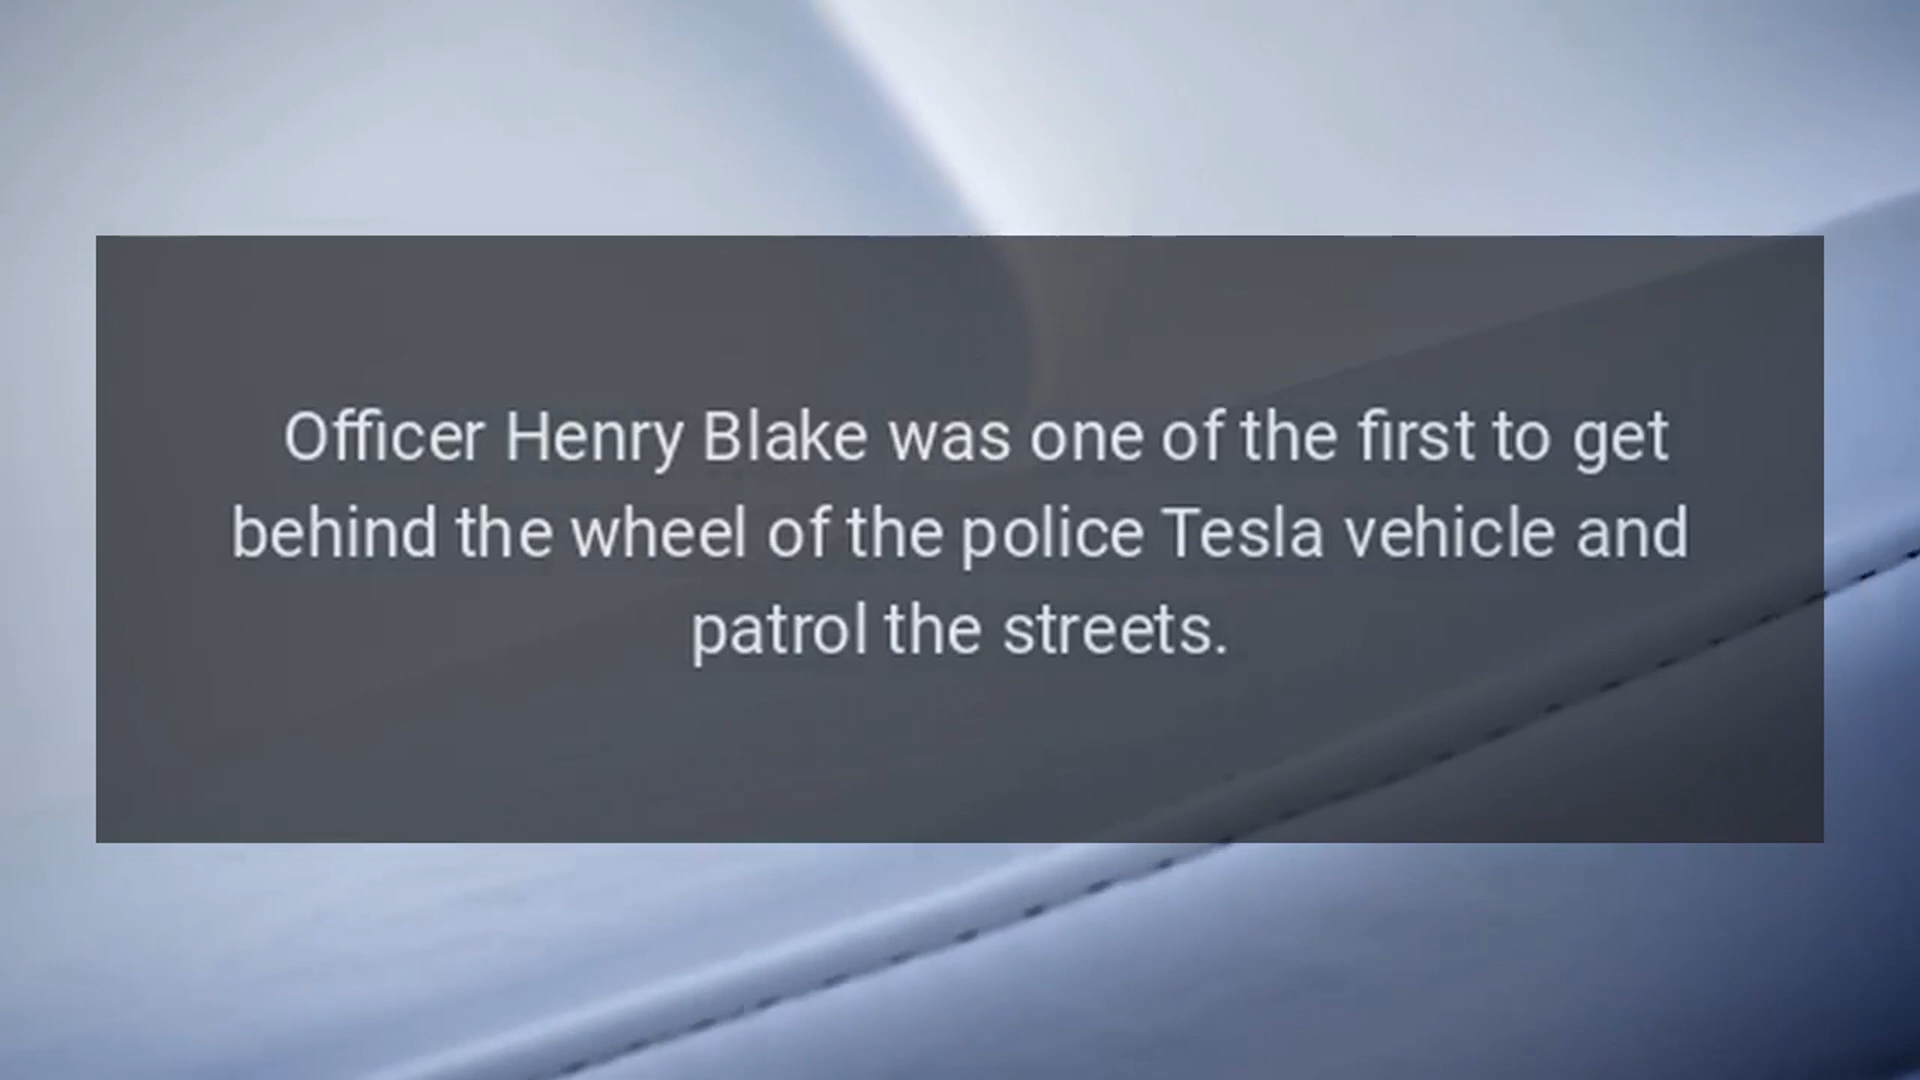 Officer Henry Blake was one of the first to get
behind the wheel of the police Tesla vehicle and
patrol the streets.